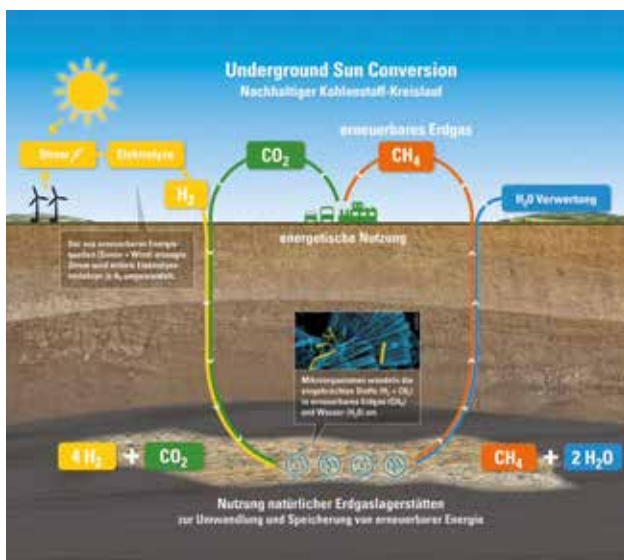 Underground Sun Conversion
Nachhaltiger Kohlenstoff-Kreislauf
erneuerbares Erdgas
Strom
Elektrolyse
CO₂
CH₄
H₂
H₂O Verwertung
energetische Nutzung
Der aus erneuerbarer Energie-
quellen (Sonne + Wind) erzeugte
Strom wird mittels Elektrolyse-
in H₂ umgewandelt.
Mikroorganismen wandeln die
eingebrachten Stoffe (H₂ + CO₂)
in erneuerbares Erdgas (CH₄)
und Wasser (H₂O) um
4 H₂ + CO₂
CH₄ + 2 H₂O
Nutzung natürlicher Erdgaslagerstätten
zur Umwandlung und Speicherung von erneuerbarer Energie